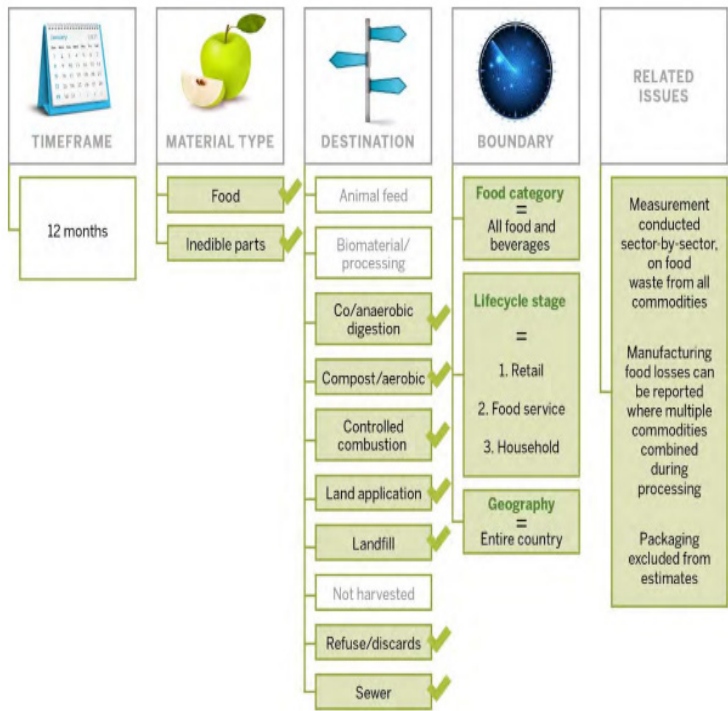 January
TIMEFRAME
12 months
MATERIAL TYPE
Food
Inedible parts
DESTINATION
Animal feed
Biomaterial/
processing
Co/anaerobic
digestion
Compost/aerobic
Controlled
combustion
Land application
Landfill
Not harvested
Refuse/discards
Sewer
BOUNDARY
Food category
=
All food and
beverages
Lifecycle stage
=
1. Retail
2. Food service
3. Household
Geography
=
Entire country
RELATED
ISSUES
Measurement
conducted
sector-by-sector,
on food
waste from all
commodities
Manufacturing
food losses can
be reported
where multiple
commodities
combined
during
processing
Packaging
excluded from
estimates